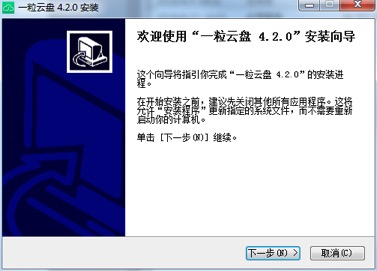 一粒云盘 4.2.0 安装
欢迎使用“一粒云盘 4.2.0”安装向导
这个向导将指引你完成“一粒云盘 4.2.0”的安装进
程。
在开始安装之前，建议先关闭其他所有应用程序。这将
允许“安装程序”更新指定的系统文件，而不需要重新
启动你的计算机。
单击 [下一步(N)] 继续。
下一步(N) >
取消(C)